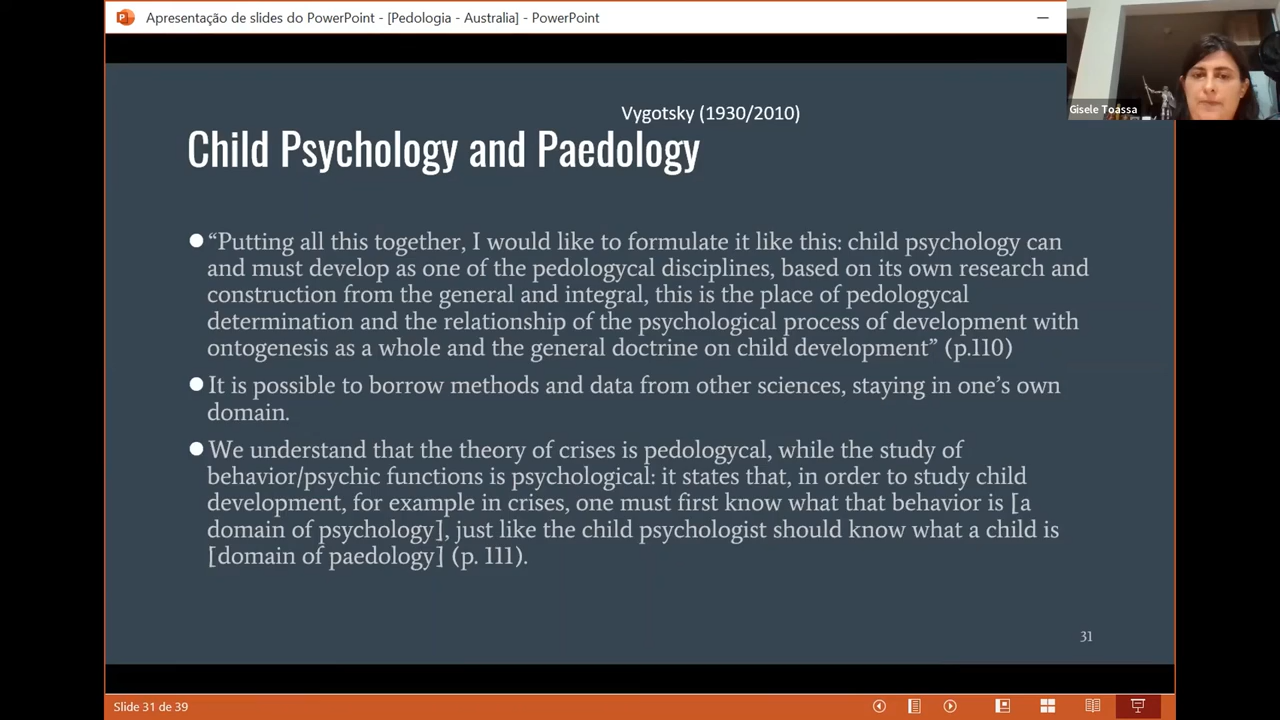 Apresentação de slides do PowerPoint - [Pedologia - Australia] - PowerPoint
Gisele Toassa
Vygotsky (1930/2010)
Child Psychology and Paedology
“Putting all this together, I would like to formulate it like this: child psychology can
and must develop as one of the pedologycal disciplines, based on its own research and
construction from the general and integral, this is the place of pedologycal
determination and the relationship of the psychological process of development with
ontogenesis as a whole and the general doctrine on child development” (p.110)
It is possible to borrow methods and data from other sciences, staying in one’s own
domain.
We understand that the theory of crises is pedologycal, while the study of
behavior/psychic functions is psychological: it states that, in order to study child
development, for example in crises, one must first know what that behavior is [a
domain of psychology], just like the child psychologist should know what a child is
[domain of paedology] (p. 111).
31
Slide 31 de 39